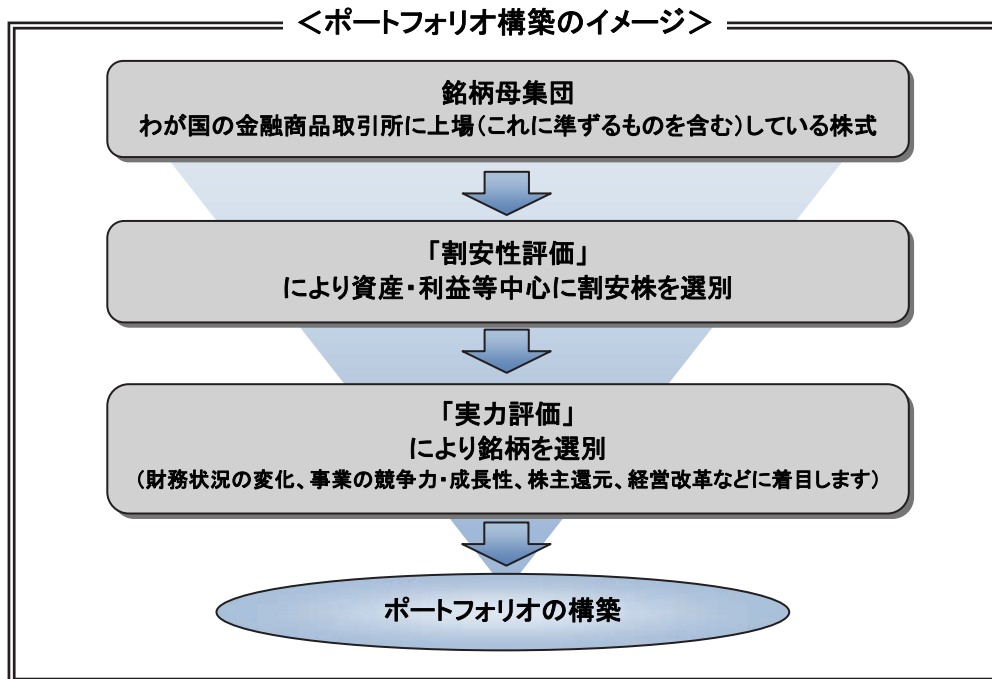 ＜ポートフォリオ構築のイメージ＞
銘柄母集団
わが国の金融商品取引所に上場（これに準ずるものを含む）している株式
「割安性評価」
により資産・利益等中心に割安株を選別
「実力評価」
により銘柄を選別
（財務状況の変化、事業の競争力・成長性、株主還元、経営改革などに着目します）
ポートフォリオの構築